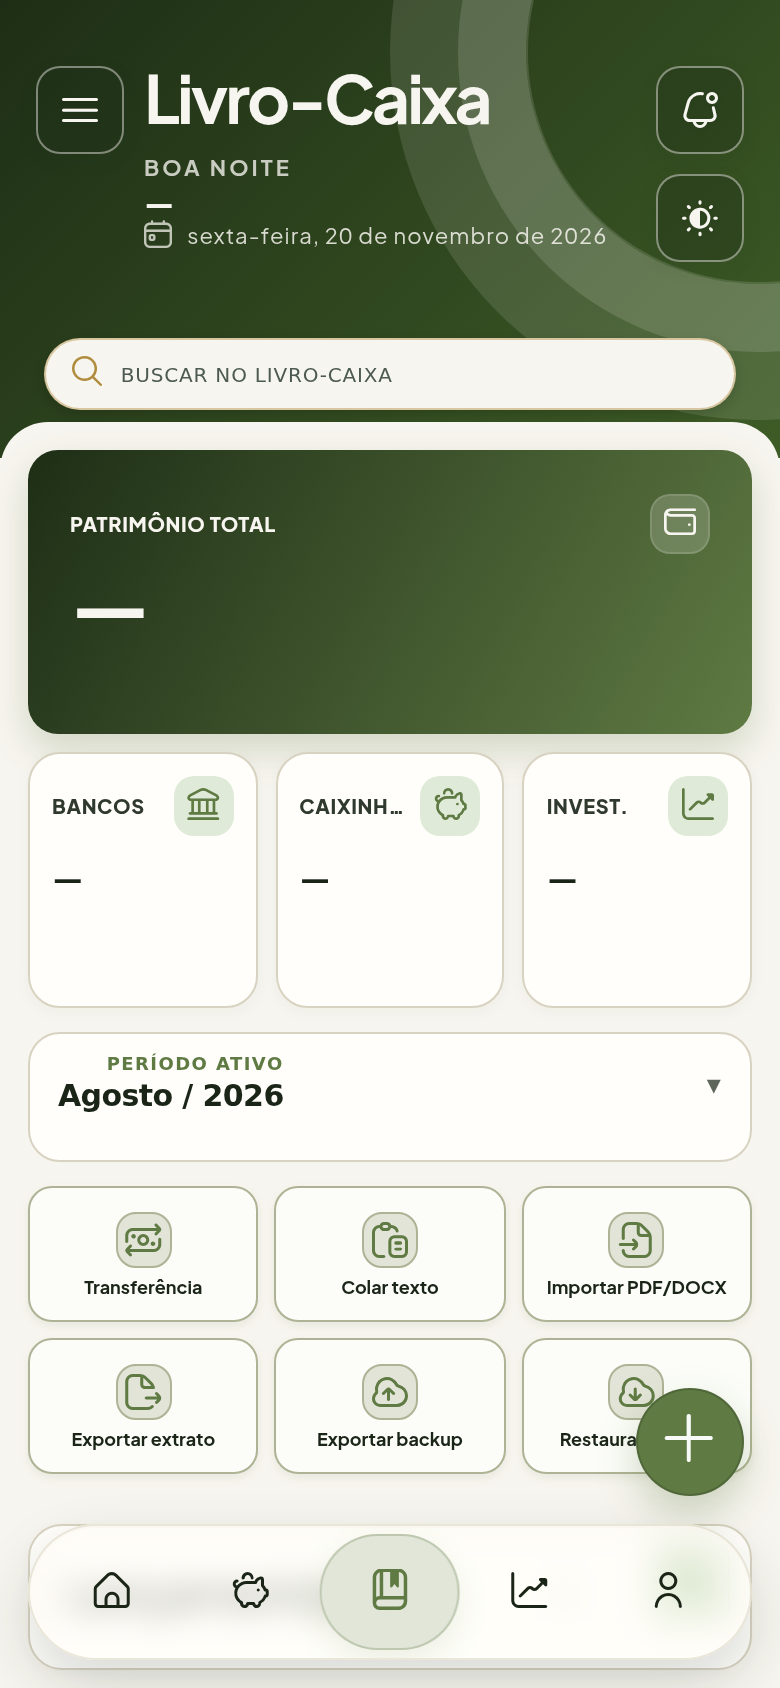 Livro-Caixa
BOA NOITE
—
sexta-feira, 20 de novembro de 2026
BUSCAR NO LIVRO-CAIXA
PATRIMÔNIO TOTAL
—
BANCOS
CAIXINH...
INVEST.
—
—
—
PERÍODO ATIVO
Agosto / 2026
▼
Transferência
Colar texto
Importar PDF/DOCX
Exportar extrato
Exportar backup